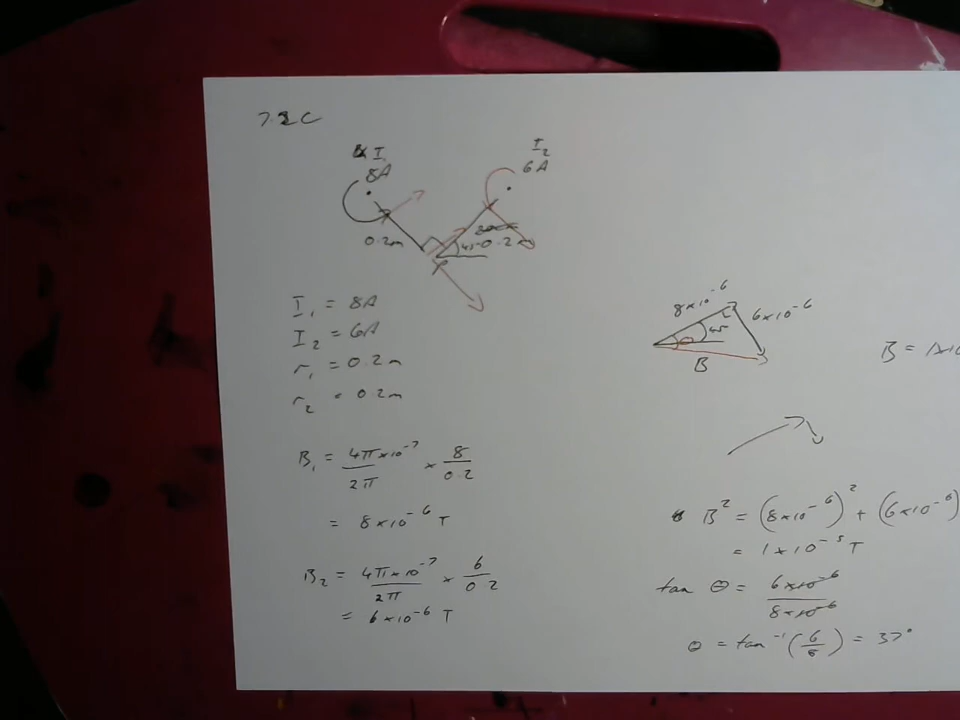 7.2C
I₁
8A
I₂
6A
0.2m
45
0.2m
P
I₁ = 8A
I₂ = 6A
r₁ = 0.2m
r₂ = 0.2m
B₁ = 4π×10⁻⁷ / 2π × 8 / 0.2
= 8×10⁻⁶ T
B₂ = 4π×10⁻⁷ / 2π × 6 / 0.2
= 6×10⁻⁶ T
8×10⁻⁶
6×10⁻⁶
45
θ
B
B =
B² = (8×10⁻⁶)² + (6×10⁻⁶)
= 1×10⁻⁵ T
tan θ = 6×10⁻⁶ / 8×10⁻⁶
θ = tan⁻¹(6/8) = 37°